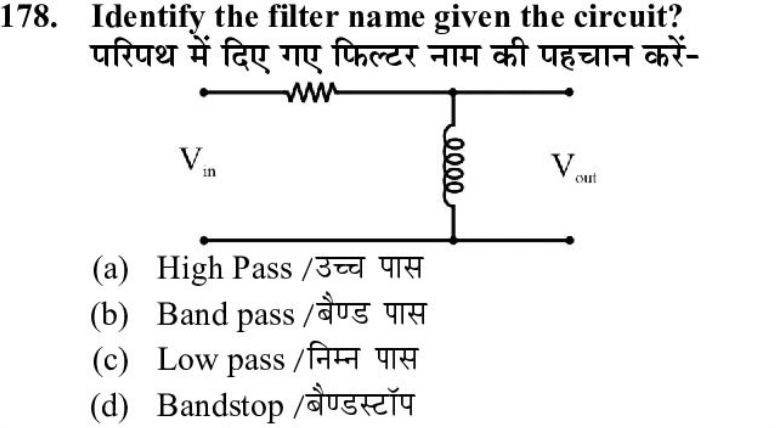 178. Identify the filter name given the circuit?
परिपथ में दिए गए फिल्टर नाम की पहचान करें-
V in
V out
(a) High Pass /उच्च पास
(b) Band pass /बैण्ड पास
(c) Low pass /निम्न पास
(d) Bandstop /बैण्डस्टॉप